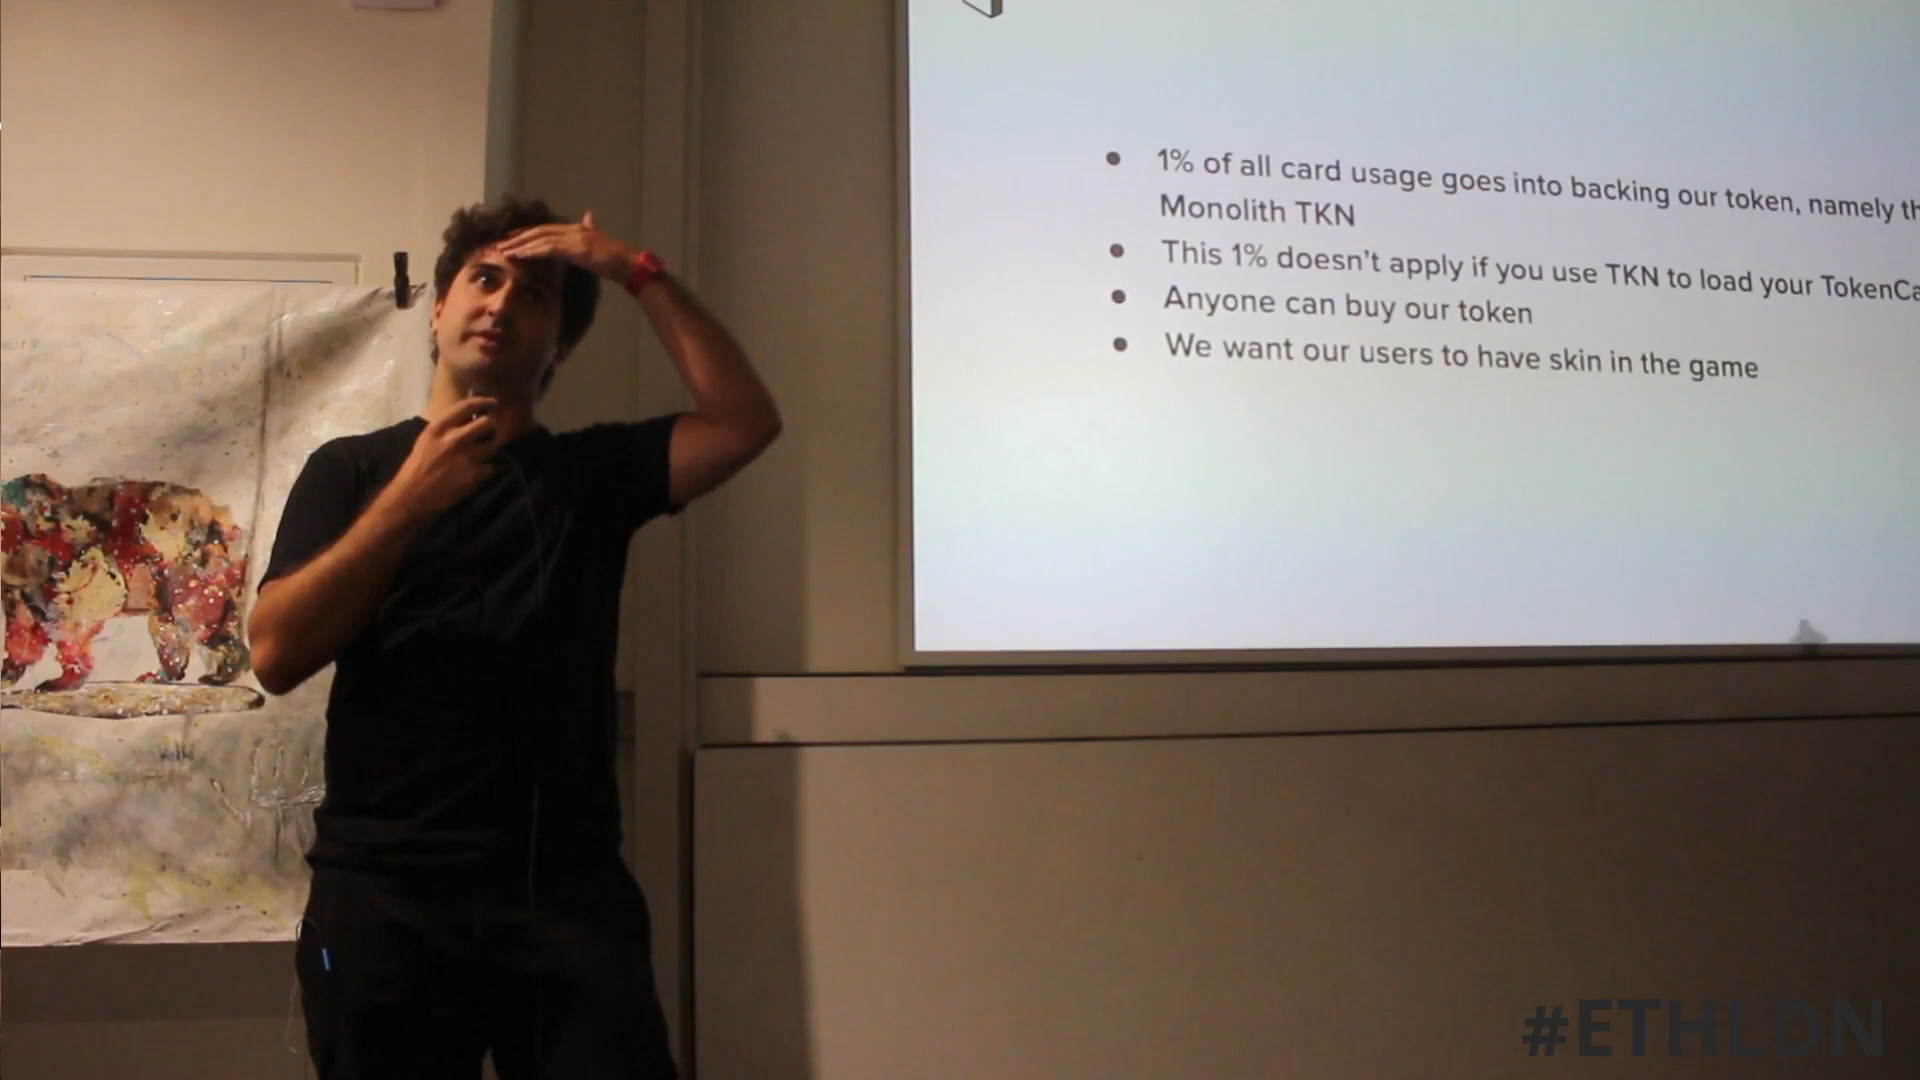 • 1% of all card usage goes into backing our token, namely
Monolith TKN
• This 1% doesn't apply if you use TKN to load your
• Anyone can buy our token
• We want our users to have skin in the game
#ETHLDN